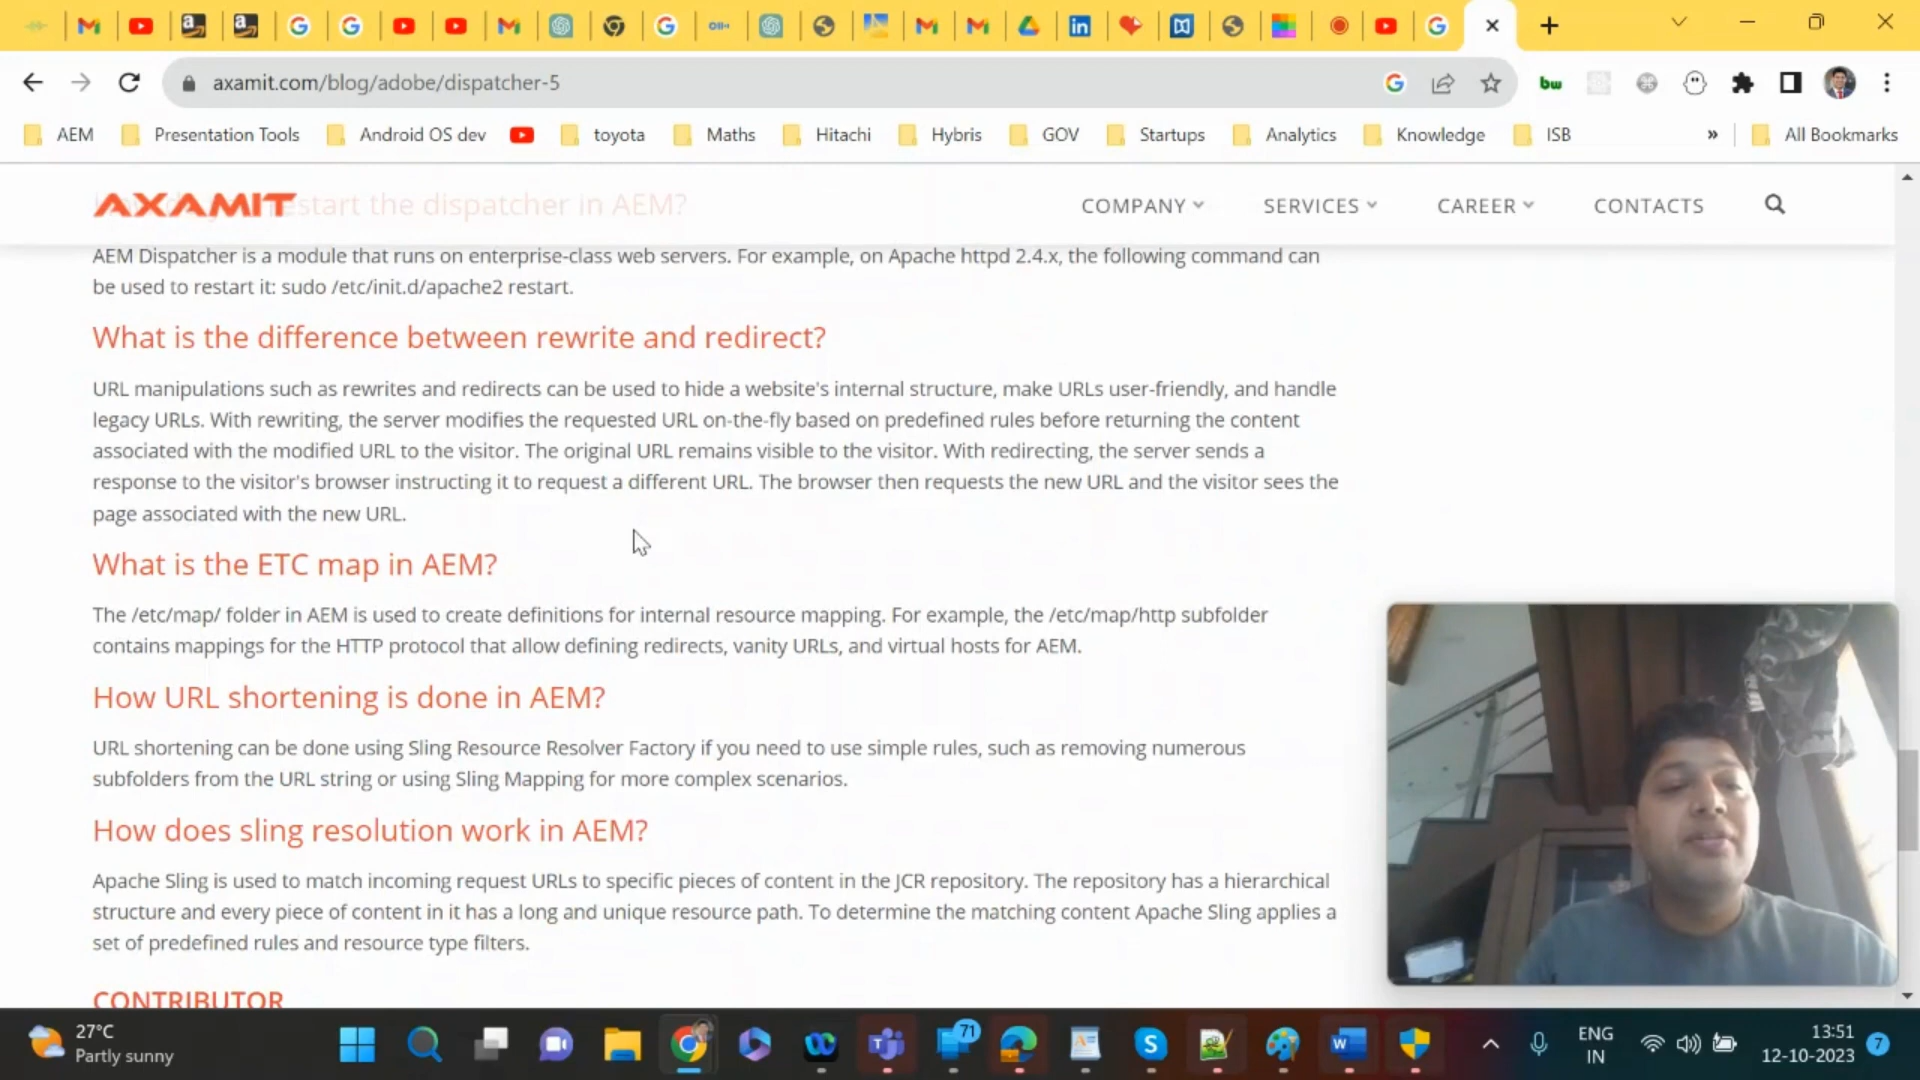 axamit.com/blog/adobe/dispatcher-5
bw
AEM
Presentation Tools
Android OS dev
toyota
Maths
Hitachi
Hybris
GOV
Startups
Analytics
Knowledge
ISB
»
All Bookmarks
AXAMIT
restart the dispatcher in AEM?
COMPANY
SERVICES
CAREER
CONTACTS
AEM Dispatcher is a module that runs on enterprise-class web servers. For example, on Apache httpd 2.4.x, the following command can
be used to restart it: sudo /etc/init.d/apache2 restart.
What is the difference between rewrite and redirect?
URL manipulations such as rewrites and redirects can be used to hide a website's internal structure, make URLs user-friendly, and handle
legacy URLs. With rewriting, the server modifies the requested URL on-the-fly based on predefined rules before returning the content
associated with the modified URL to the visitor. The original URL remains visible to the visitor. With redirecting, the server sends a
response to the visitor's browser instructing it to request a different URL. The browser then requests the new URL and the visitor sees the
page associated with the new URL.
What is the ETC map in AEM?
The /etc/map/ folder in AEM is used to create definitions for internal resource mapping. For example, the /etc/map/http subfolder
contains mappings for the HTTP protocol that allow defining redirects, vanity URLs, and virtual hosts for AEM.
How URL shortening is done in AEM?
URL shortening can be done using Sling Resource Resolver Factory if you need to use simple rules, such as removing numerous
subfolders from the URL string or using Sling Mapping for more complex scenarios.
How does sling resolution work in AEM?
Apache Sling is used to match incoming request URLs to specific pieces of content in the JCR repository. The repository has a hierarchical
structure and every piece of content in it has a long and unique resource path. To determine the matching content Apache Sling applies a
set of predefined rules and resource type filters.
CONTRIBUTOR
27°C
Partly sunny
71
ENG
IN
13:51
12-10-2023
7